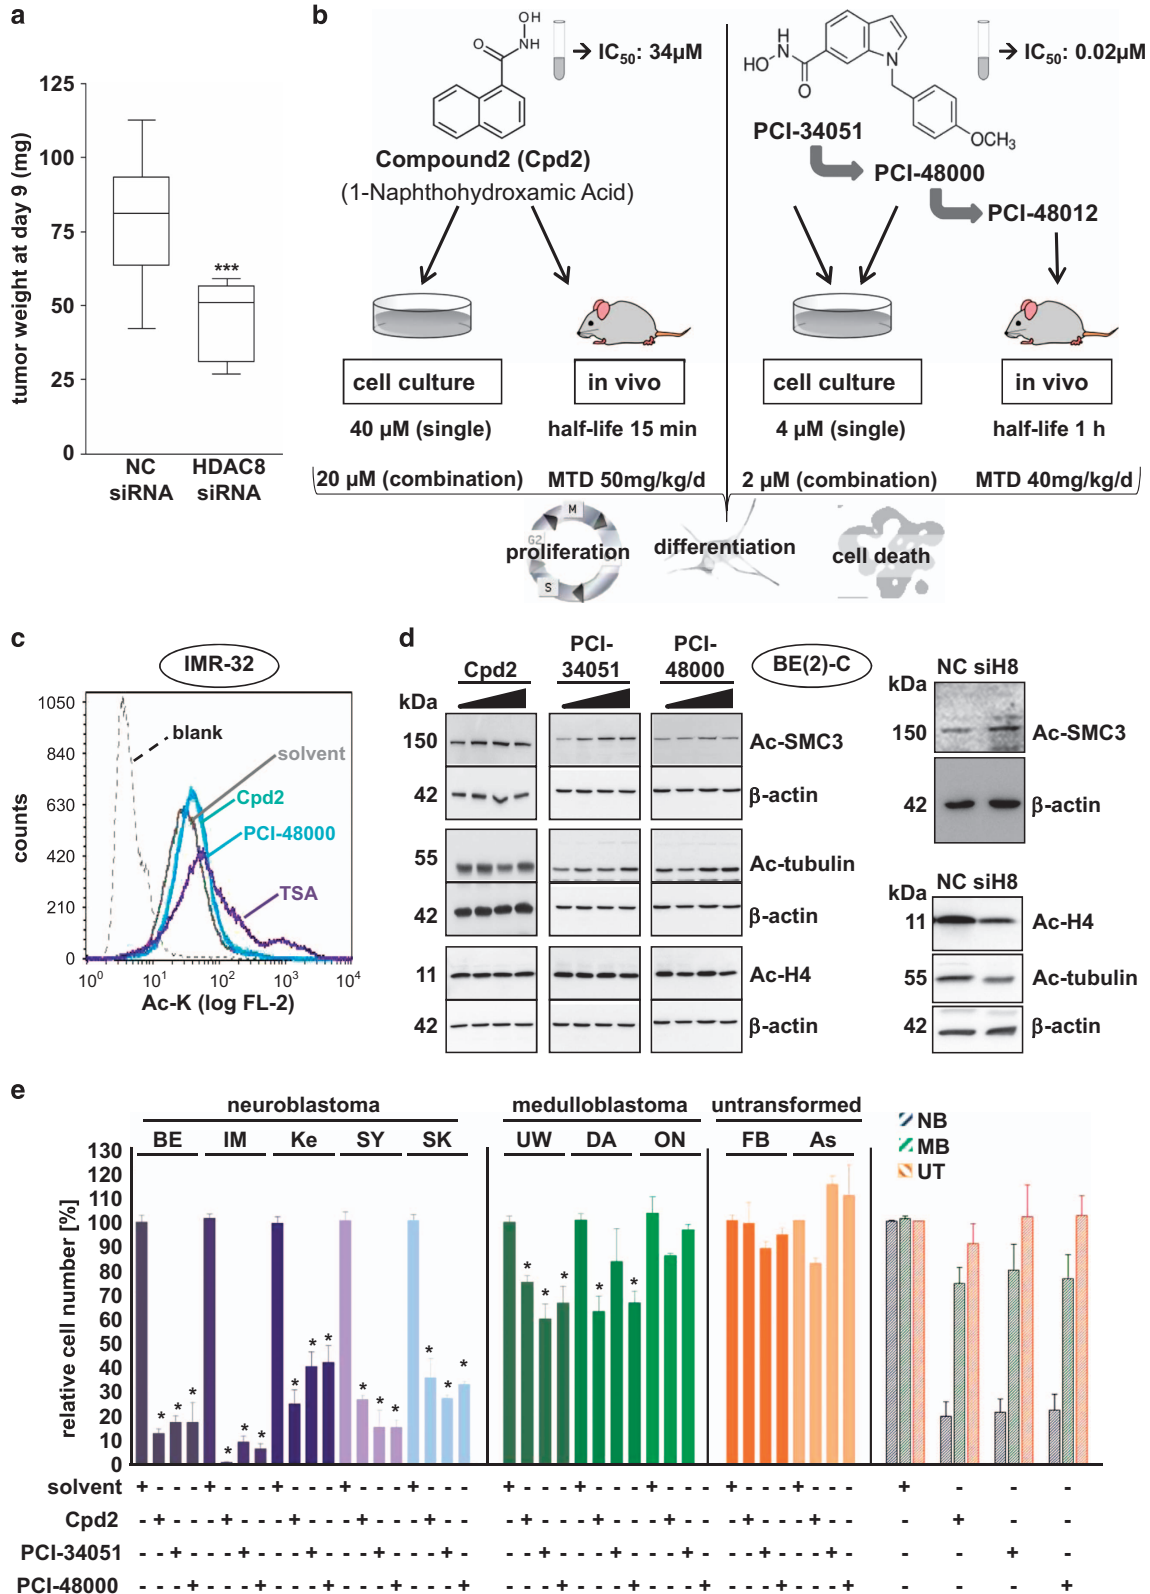 a
tumor weight at day 9 (mg)
125
100
75
50
25
0
***
NC
siRNA
HDAC8
siRNA
b
OH
NH
O
→ IC50: 34µM
Compound2 (Cpd2)
(1-Naphthohydroxamic Acid)
H
N
HO
O
N
OCH3
→ IC50: 0.02µM
PCI-34051
PCI-48000
PCI-48012
cell culture
in vivo
cell culture
in vivo
40 µM (single)
half-life 15 min
4 µM (single)
half-life 1 h
20 µM (combination)
MTD 50mg/kg/d
2 µM (combination)
MTD 40mg/kg/d
M
G2
S
proliferation
differentiation
cell death
c
IMR-32
counts
1050
840
630
420
210
0
blank
solvent
Cpd2
PCI-48000
TSA
10^0 10^1 10^2 10^3 10^4
Ac-K (log FL-2)
d
Cpd2
PCI-
34051
PCI-
48000
BE(2)-C
kDa
150
Ac-SMC3
42
β-actin
55
Ac-tubulin
42
β-actin
11
Ac-H4
42
β-actin
NC siH8
kDa
150
Ac-SMC3
42
β-actin
NC siH8
kDa
11
Ac-H4
55
Ac-tubulin
42
β-actin
e
neuroblastoma
medulloblastoma
untransformed
BE IM Ke SY SK
UW DA ON
FB As
NB
MB
UT
relative cell number [%]
130
120
110
100
90
80
70
60
50
40
30
20
10
0
* * * * * * * * * * * * * * *
* * * * *
solvent + - - - + - - - + - - - + - - - + - - - + - - - + - - - + - - - + - - - + - - - + - - -
Cpd2 - + - - - + - - - + - - - + - - - + - - - + - - - + - - - + - - - + - - - + - - - + - -
PCI-34051 - - + - - - + - - - + - - - + - - - + - - - + - - - + - - - + - - - + - - - + - - - + -
PCI-48000 - - - + - - - + - - - + - - - + - - - + - - - + - - - + - - - + - - - + - - - + - - - +